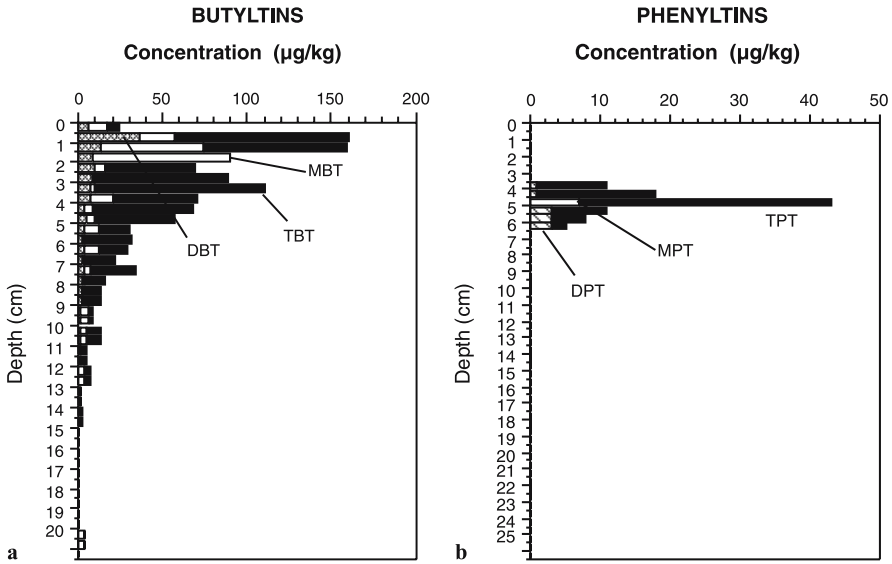 BUTYLTINS
Concentration (µg/kg)
0 50 100 150 200
0
1
2
3
4
5
6
7
8
9
10
11
12
13
14
15
16
17
18
19
20
Depth (cm)
MBT
TBT
DBT
a
PHENYLTINS
Concentration (µg/kg)
0 10 20 30 40 50
0
1
2
3
4
5
6
7
8
9
10
11
12
13
14
15
16
17
18
19
20
21
22
23
24
25
Depth (cm)
TPT
MPT
DPT
b